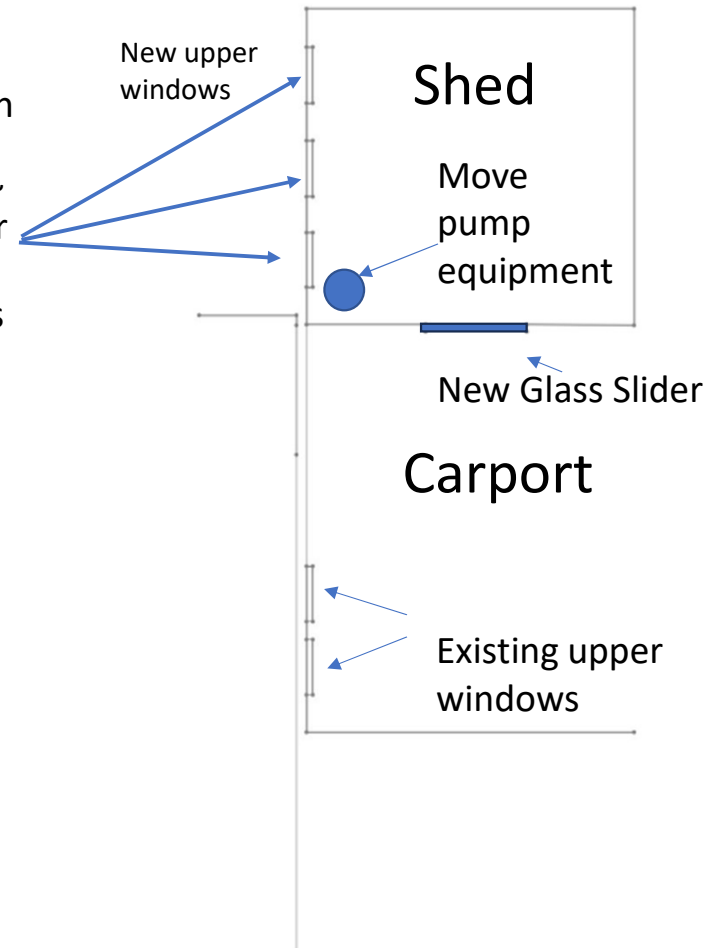 New upper
windows
Shed
Move
pump
equipment
New Glass Slider
Carport
Existing upper
windows